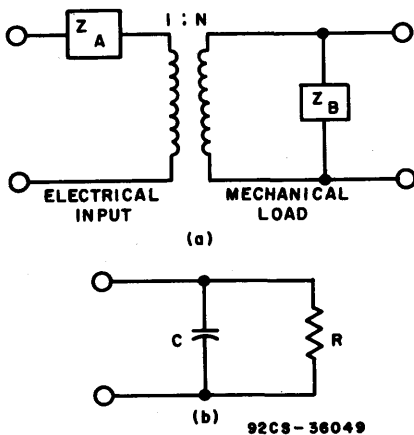 1 : N
Z A
Z B
ELECTRICAL INPUT
MECHANICAL LOAD
(a)
C
R
(b)
92CS-36049